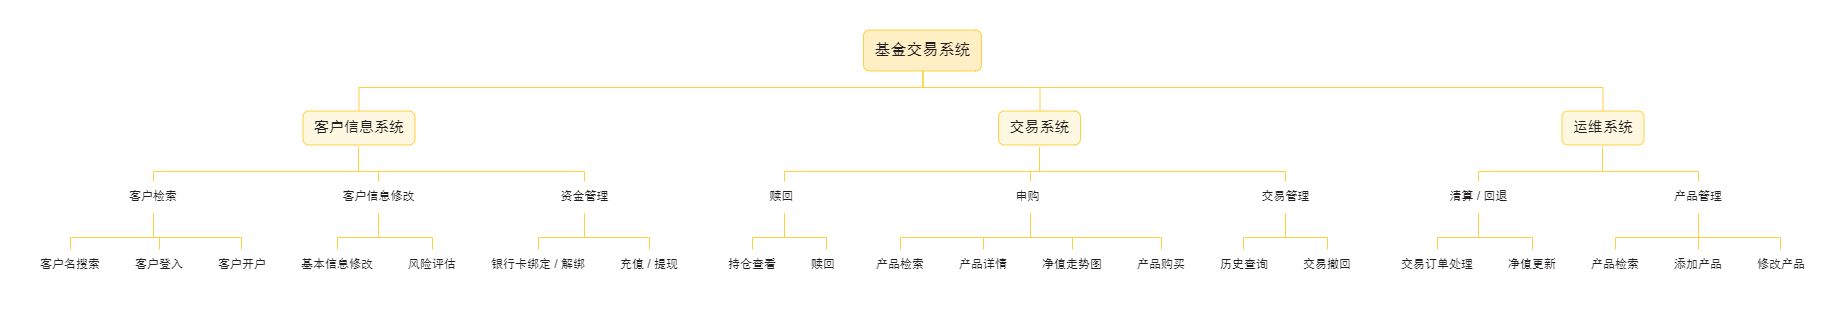 基金交易系统
客户信息系统
交易系统
运维系统
客户检索
客户信息修改
资金管理
赎回
申购
交易管理
清算 / 回退
产品管理
客户名搜索
客户登入
客户开户
基本信息修改
风险评估
银行卡绑定 / 解绑
充值 / 提现
持仓查看
赎回
产品检索
产品详情
净值走势图
产品购买
历史查询
交易撤回
交易订单处理
净值更新
产品检索
添加产品
修改产品